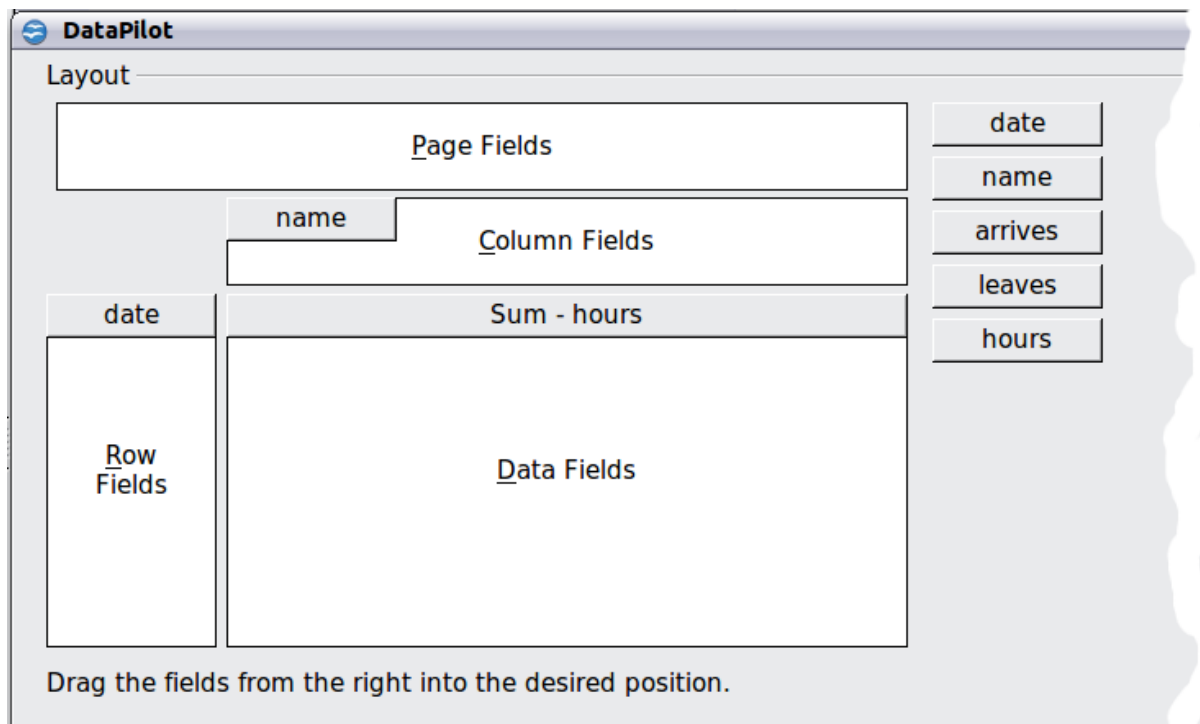 DataPilot
Layout
Page Fields
date
name
name
Column Fields
arrives
leaves
date
Sum - hours
hours
Row
Fields
Data Fields
Drag the fields from the right into the desired position.